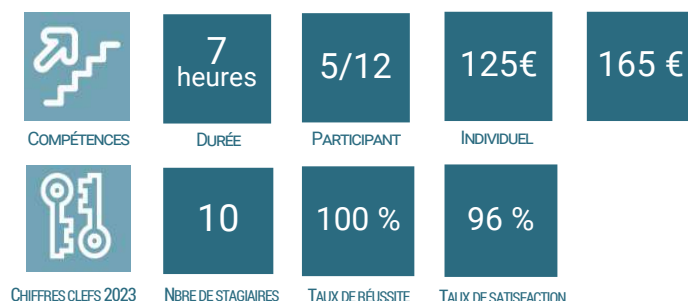 7
heures
5/12
125€
165 €
COMPÉTENCES
DURÉE
PARTICIPANT
INDIVIDUEL
10
100 %
96 %
CHIFFRES CLEFS 2023
NBRE DE STAGIAIRES
TAUX DE RÉUSSITE
TAUX DE SATISFACTION